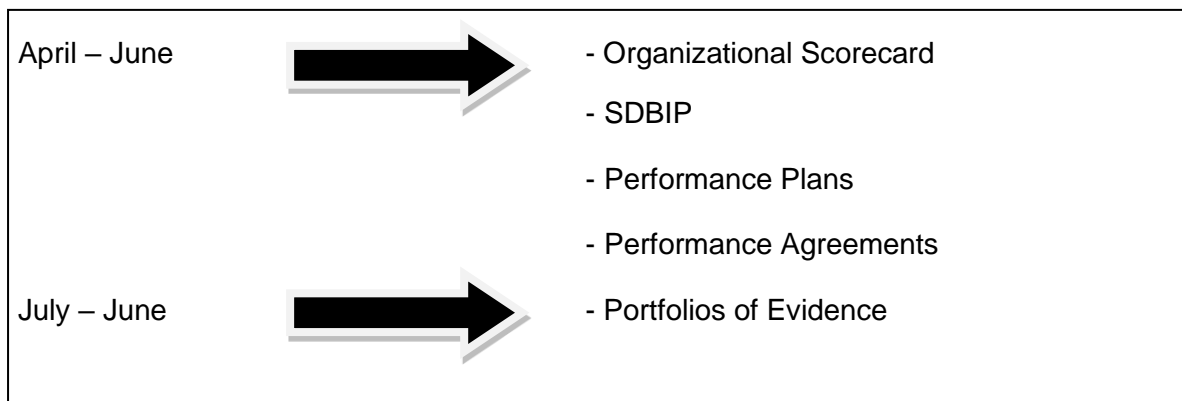 April – June - Organizational Scorecard
- SDBIP
- Performance Plans
- Performance Agreements
July – June - Portfolios of Evidence